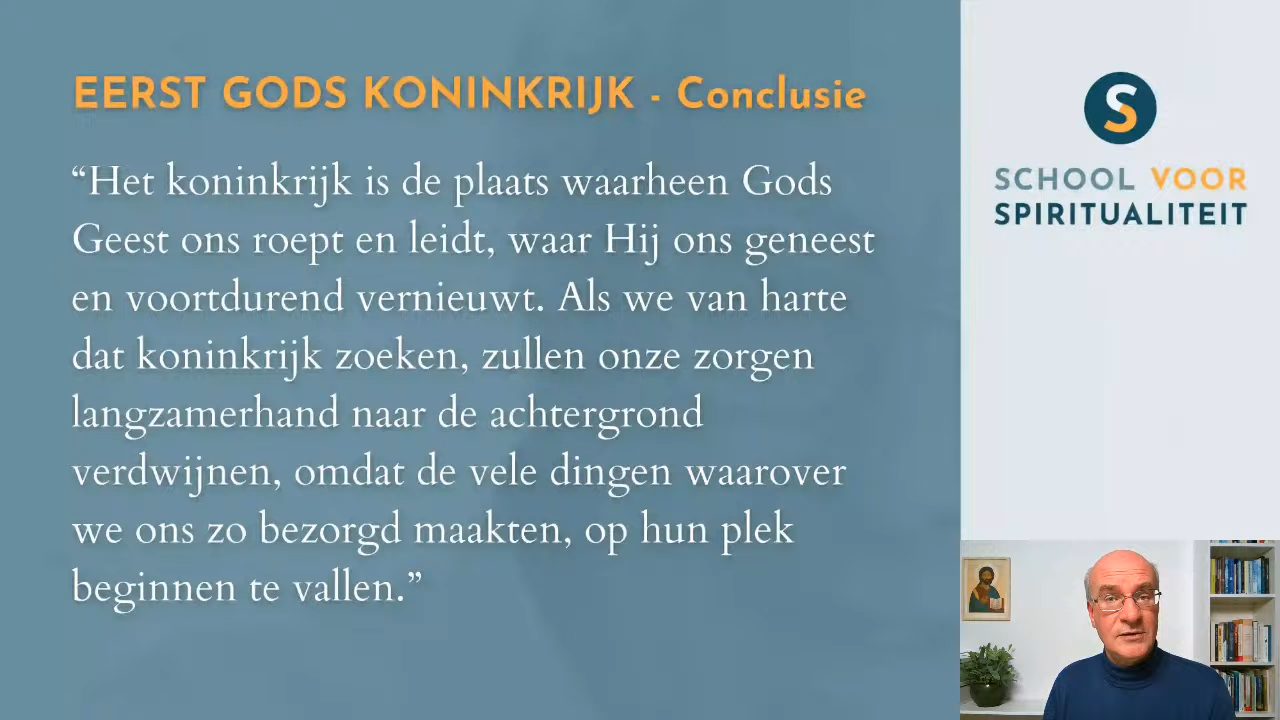 EERST GODS KONINKRIJK - Conclusie
“Het koninkrijk is de plaats waarheen Gods
Geest ons roept en leidt, waar Hij ons geneest
en voortdurend vernieuwt. Als we van harte
dat koninkrijk zoeken, zullen onze zorgen
langzamerhand naar de achtergrond
verdwijnen, omdat de vele dingen waarover
we ons zo bezorgd maakten, op hun plek
beginnen te vallen.”
S
SCHOOL VOOR
SPIRITUALITEIT